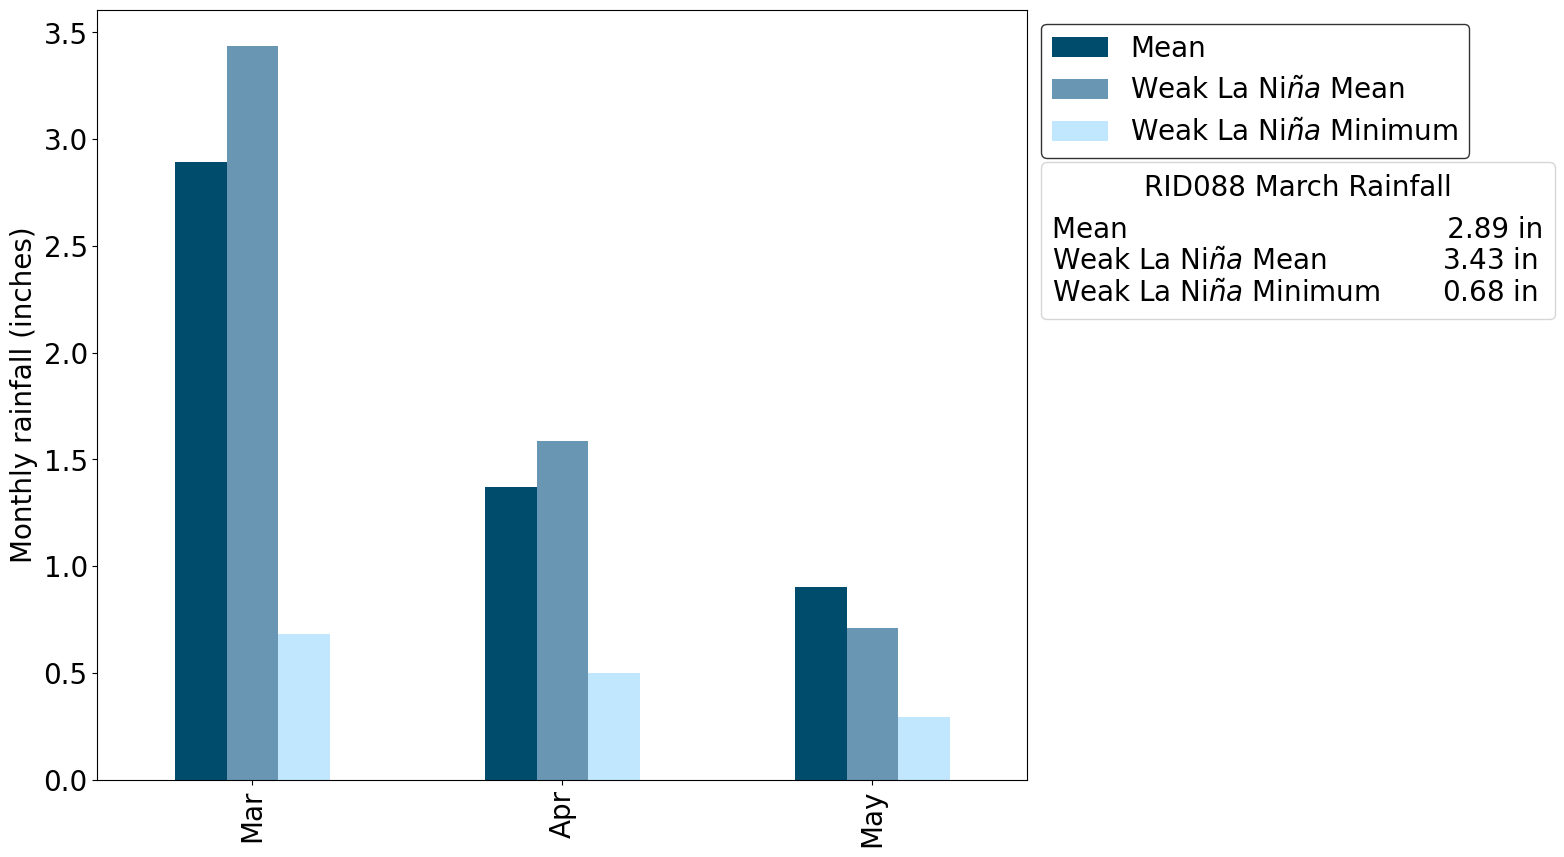 Monthly rainfall (inches)
3.5
3.0
2.5
2.0
1.5
1.0
0.5
0.0
Mar
Apr
May
Mean
Weak La Niña Mean
Weak La Niña Minimum
RID088 March Rainfall
Mean 2.89 in
Weak La Niña Mean 3.43 in
Weak La Niña Minimum 0.68 in